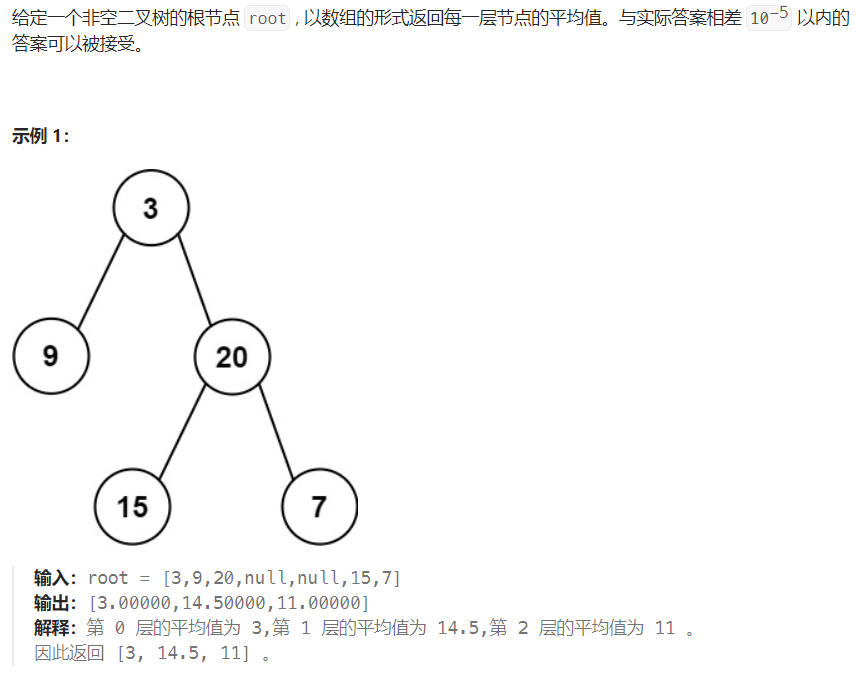 给定一个非空二叉树的根节点 root , 以数组的形式返回每一层节点的平均值。与实际答案相差 10⁻⁵ 以内的
答案可以被接受。
示例 1：
3
9
20
15
7
输入：root = [3,9,20,null,null,15,7]
输出：[3.00000,14.50000,11.00000]
解释：第 0 层的平均值为 3,第 1 层的平均值为 14.5,第 2 层的平均值为 11 。
因此返回 [3, 14.5, 11] 。